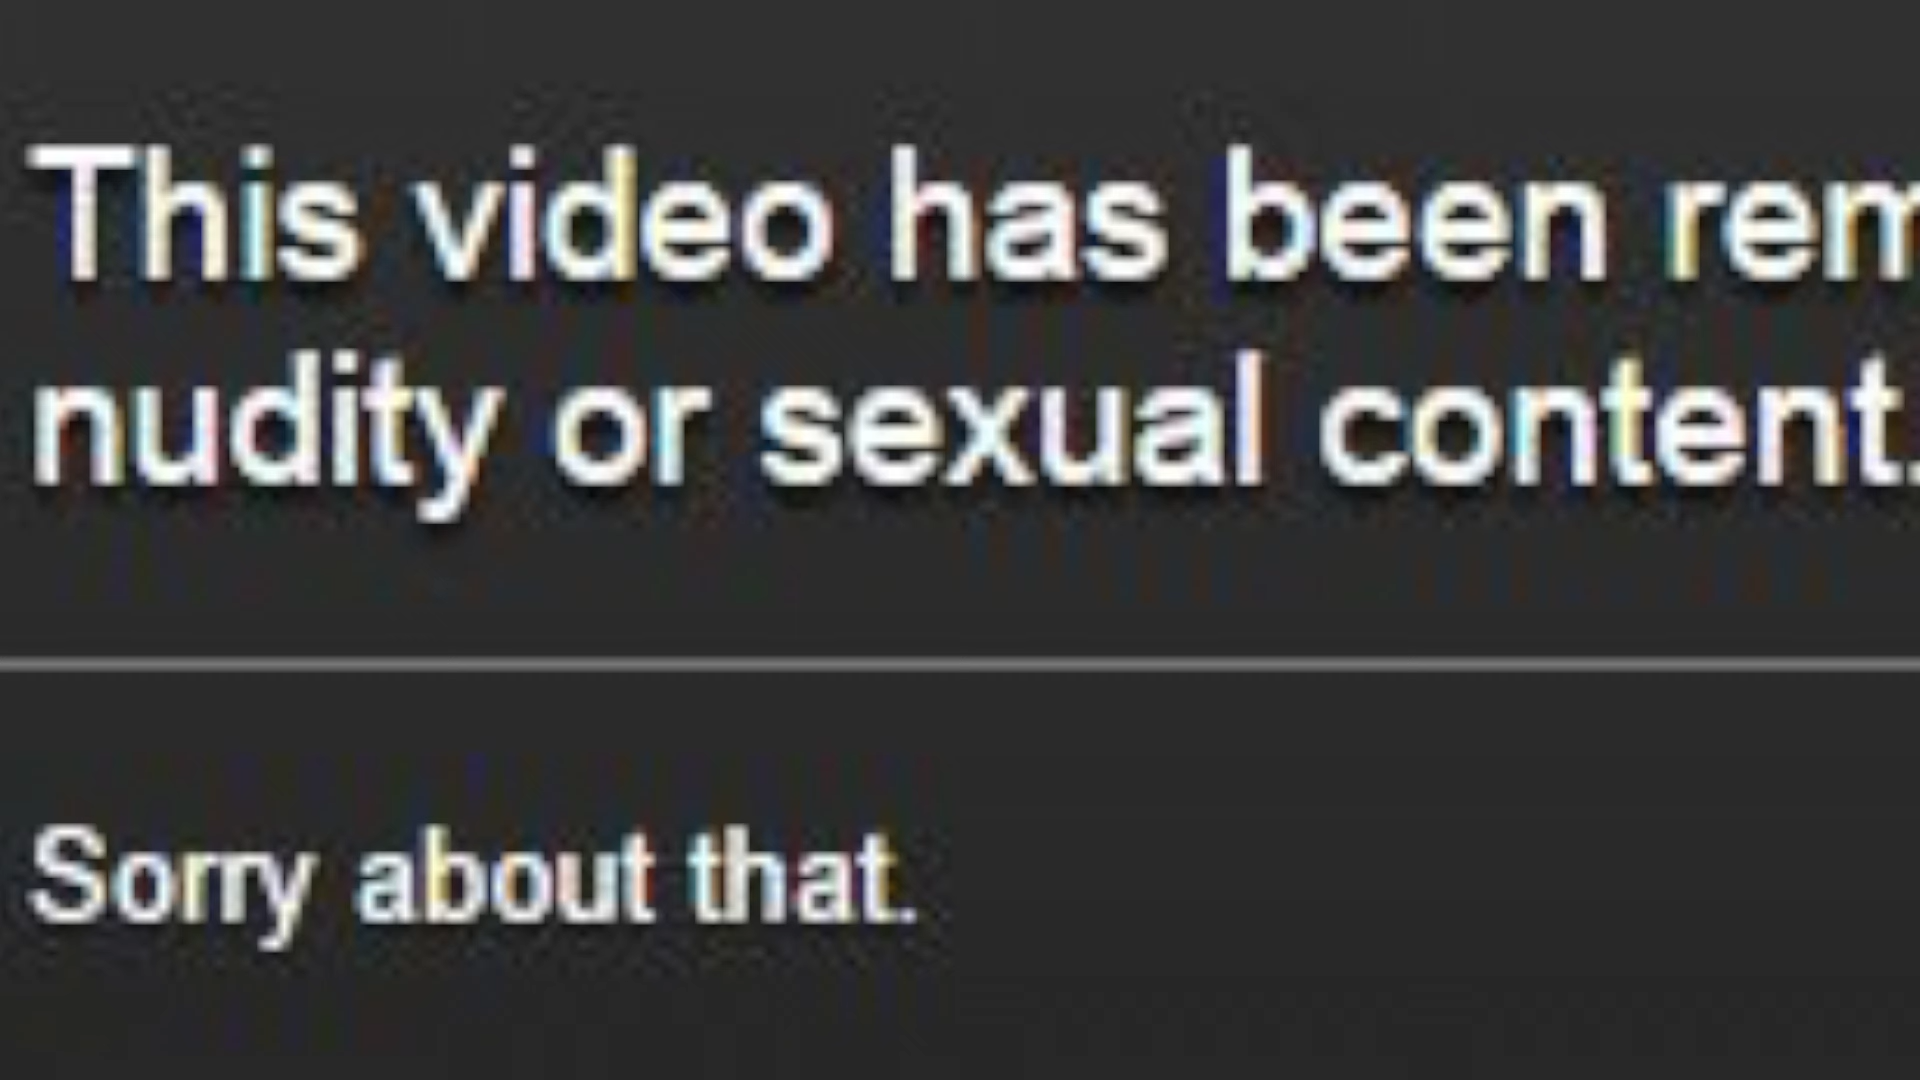 This video has been rem
nudity or sexual content.
Sorry about that.